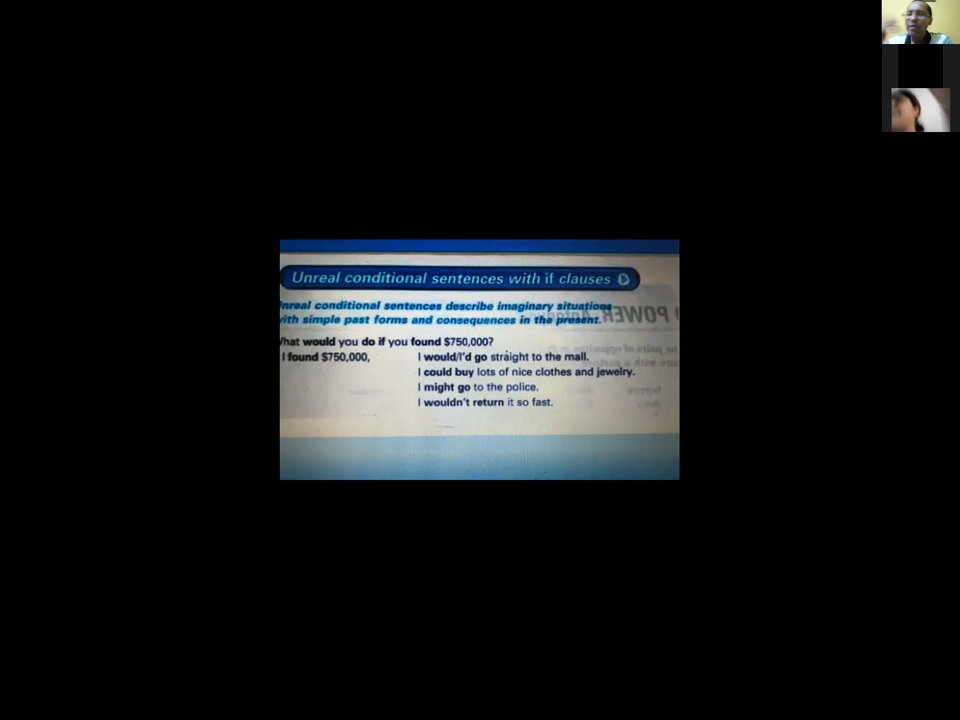 Unreal conditional sentences with if clauses
nreal conditional sentences describe imaginary situations
ith simple past forms and consequences in the present.
hat would you do if you found $750,000?
I found $750,000, I would/I'd go straight to the mall.
I could buy lots of nice clothes and jewelry.
I might go to the police.
I wouldn't return it so fast.
POWER